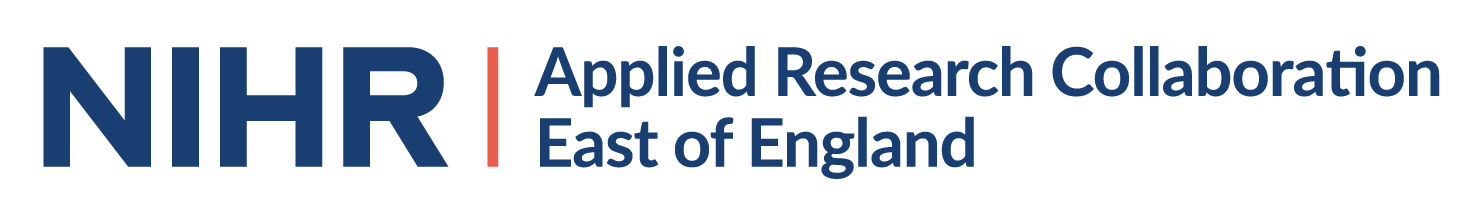 NIHR
Applied Research Collaboration
East of England